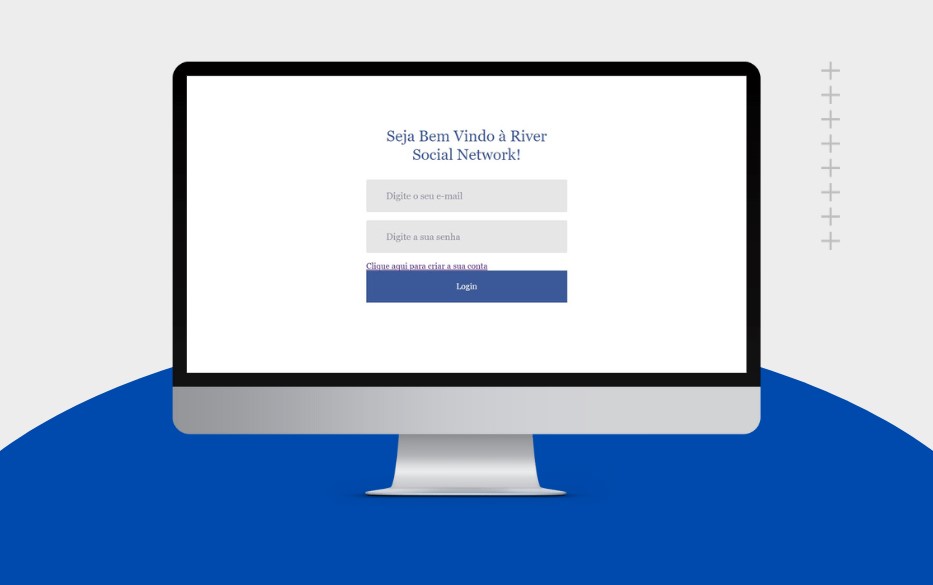 Seja Bem Vindo à River
Social Network!
Digite o seu e-mail
Digite a sua senha
Clique aqui para criar a sua conta
Login